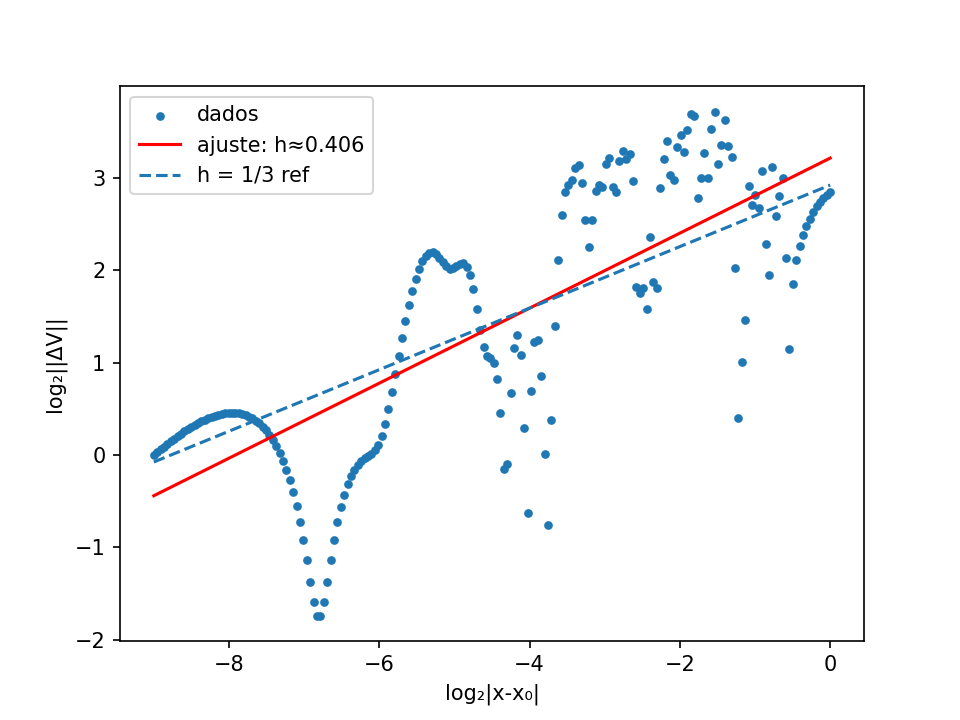 dados
ajuste: h≈0.406
h = 1/3 ref
3
2
1
0
−1
−2
log₂||ΔV||
−8
−6
−4
−2
0
log₂|x-x₀|